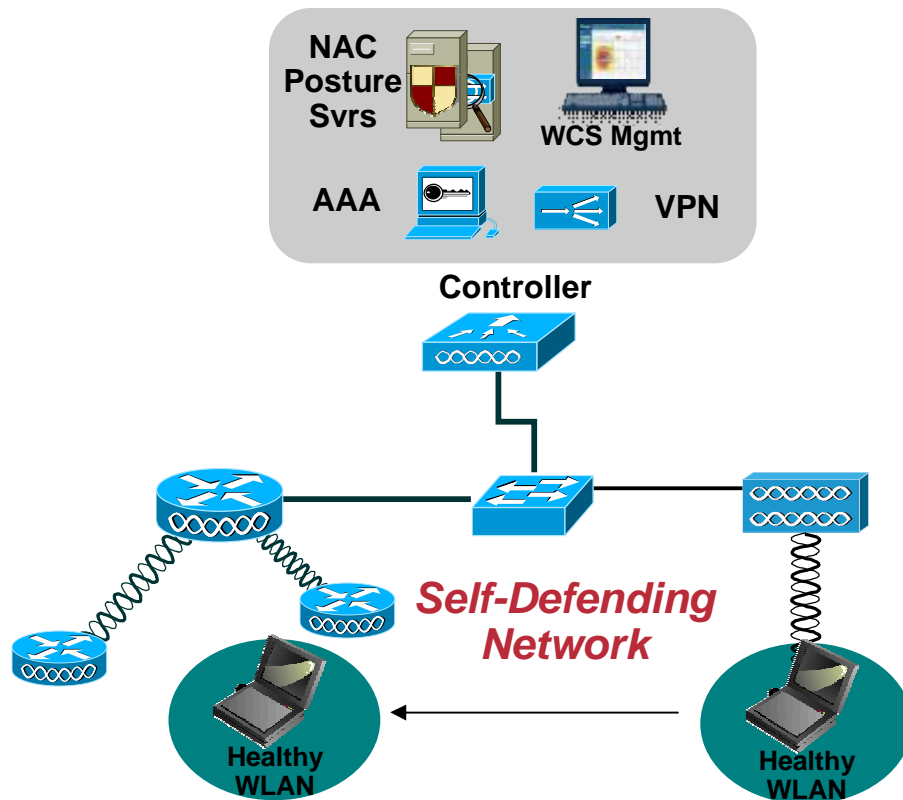 NAC
Posture
Svrs
WCS Mgmt
AAA
VPN
Controller
Self-Defending
Network
Healthy
WLAN
Healthy
WLAN